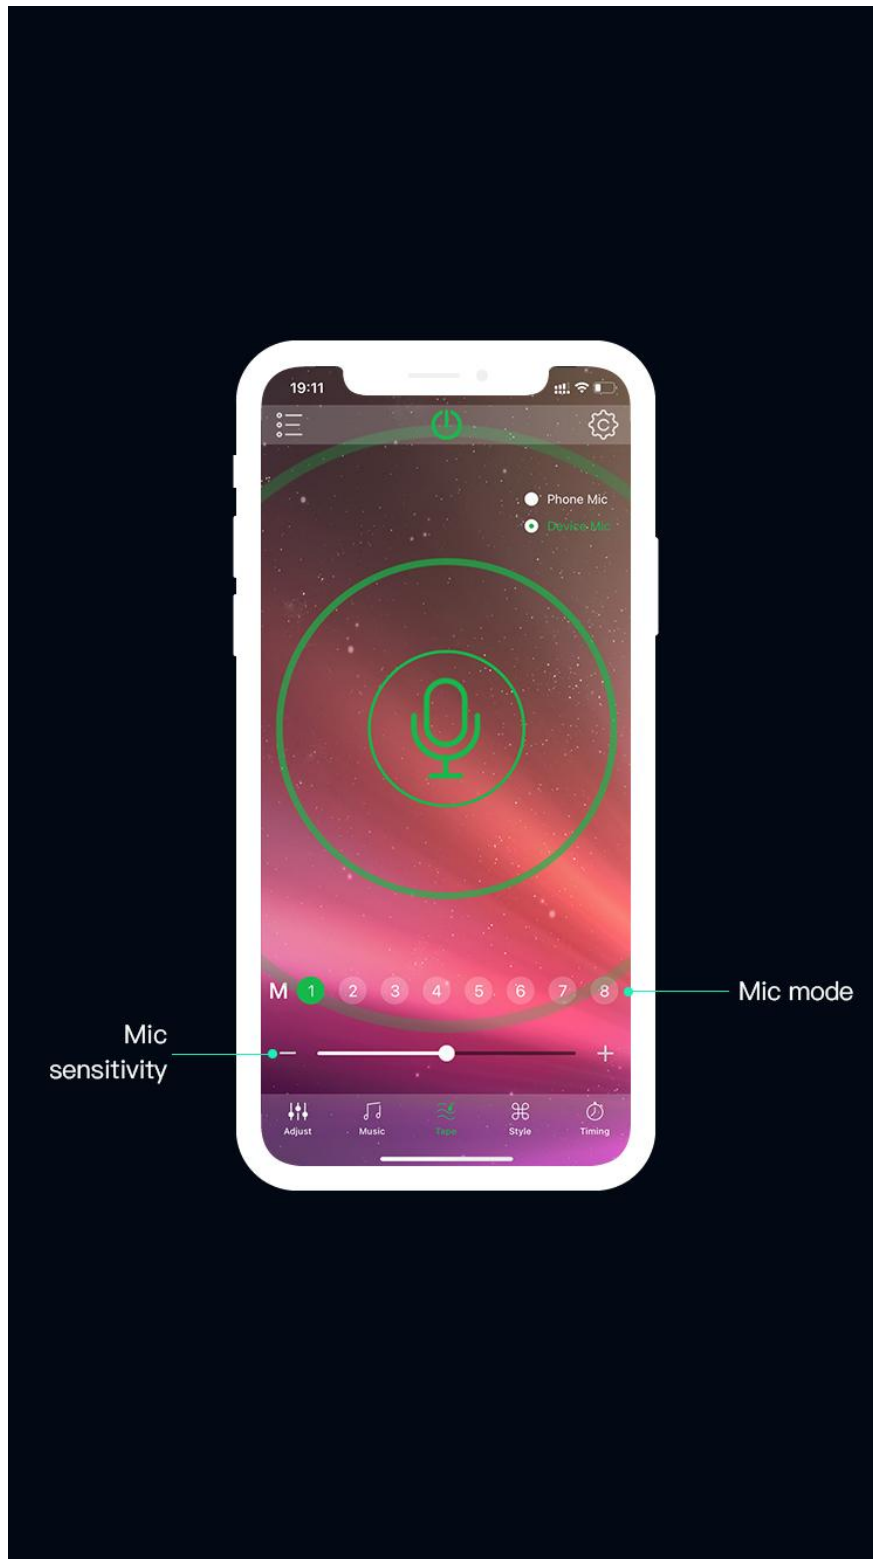 19:11
Phone Mic
Device Mic
M 1 2 3 4 5 6 7 8
Mic mode
Mic
sensitivity
Adjust Music Tape Style Timing